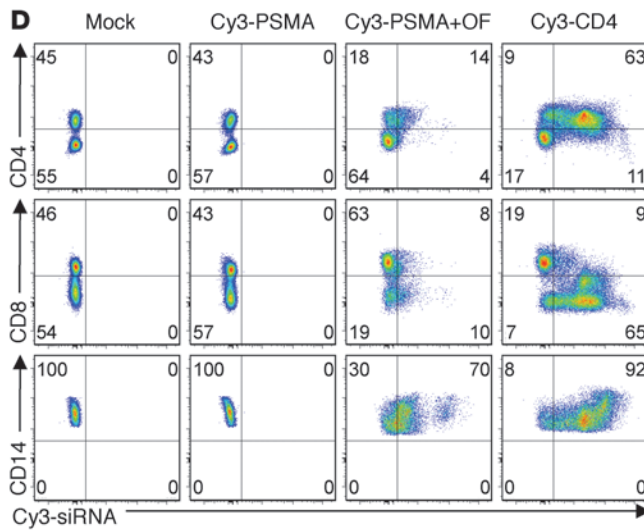 D Mock Cy3-PSMA Cy3-PSMA+OF Cy3-CD4
45 0 43 0 18 14 9 63
CD4
55 0 57 0 64 4 17 11
46 0 43 0 63 8 19 9
CD8
54 0 57 0 19 10 7 65
100 0 100 0 30 70 8 92
CD14
0 0 0 0 0 0 0 0
Cy3-siRNA